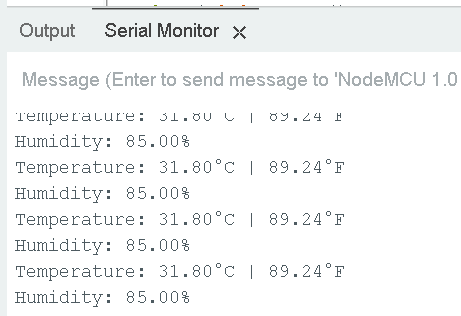 Output Serial Monitor ×
Message (Enter to send message to 'NodeMCU 1.0
Temperature: 31.80°C | 89.24°F
Humidity: 85.00%
Temperature: 31.80°C | 89.24°F
Humidity: 85.00%
Temperature: 31.80°C | 89.24°F
Humidity: 85.00%
Temperature: 31.80°C | 89.24°F
Humidity: 85.00%